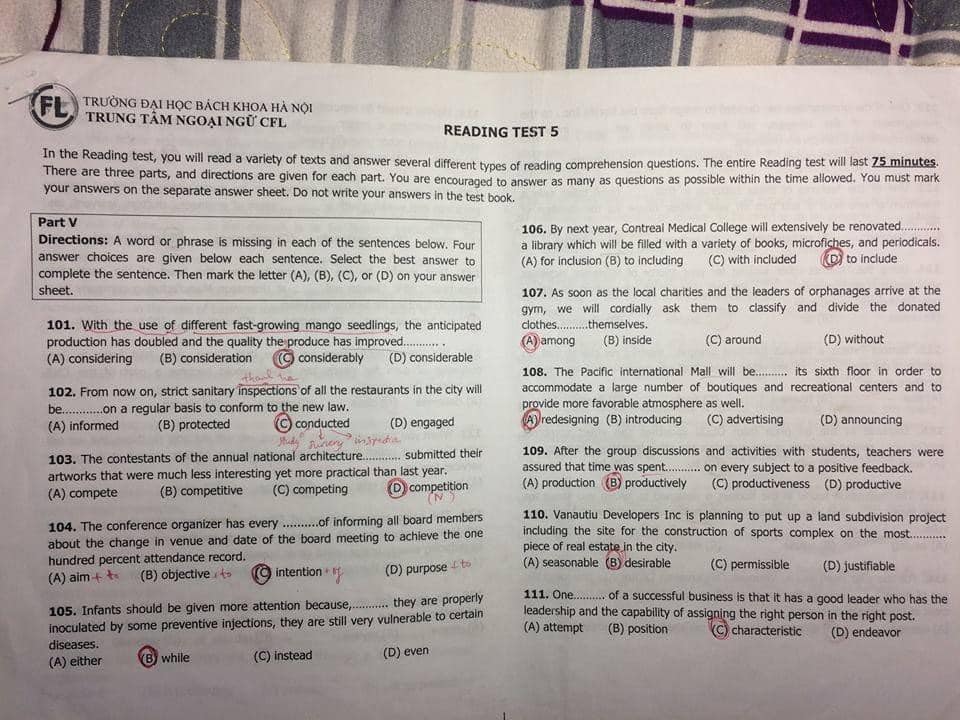 FL
TRƯỜNG ĐẠI HỌC BÁCH KHOA HÀ NỘI
TRUNG TÂM NGOẠI NGỮ CFL
READING TEST 5
In the Reading test, you will read a variety of texts and answer several different types of reading comprehension questions. The entire Reading test will last 75 minutes.
There are three parts, and directions are given for each part. You are encouraged to answer as many as questions as possible within the time allowed. You must mark
your answers on the separate answer sheet. Do not write your answers in the test book.
Part V
Directions: A word or phrase is missing in each of the sentences below. Four
answer choices are given below each sentence. Select the best answer to
complete the sentence. Then mark the letter (A), (B), (C), or (D) on your answer
sheet.
101. With the use of different fast-growing mango seedlings, the anticipated
production has doubled and the quality the produce has improved........... .
(A) considering (B) consideration (C) considerably (D) considerable
102. From now on, strict sanitary inspections of all the restaurants in the city will
be............on a regular basis to conform to the new law.
(A) informed (B) protected (C) conducted (D) engaged
study survey inspection
103. The contestants of the annual national architecture........... submitted their
artworks that were much less interesting yet more practical than last year.
(A) compete (B) competitive (C) competing (D) competition
(N)
104. The conference organizer has every ..........of informing all board members
about the change in venue and date of the board meeting to achieve the one
hundred percent attendance record.
(A) aim + to (B) objective + to (C) intention + of (D) purpose + to
105. Infants should be given more attention because,.......... they are properly
inoculated by some preventive injections, they are still very vulnerable to certain
diseases.
(A) either (B) while (C) instead (D) even
106. By next year, Contreal Medical College will extensively be renovated............
a library which will be filled with a variety of books, microfiches, and periodicals.
(A) for inclusion (B) to including (C) with included (D) to include
107. As soon as the local charities and the leaders of orphanages arrive at the
gym, we will cordially ask them to classify and divide the donated
clothes..........themselves.
(A) among (B) inside (C) around (D) without
108. The Pacific international Mall will be......... its sixth floor in order to
accommodate a large number of boutiques and recreational centers and to
provide more favorable atmosphere as well.
(A) redesigning (B) introducing (C) advertising (D) announcing
109. After the group discussions and activities with students, teachers were
assured that time was spent.......... on every subject to a positive feedback.
(A) production (B) productively (C) productiveness (D) productive
110. Vanautiu Developers Inc is planning to put up a land subdivision project
including the site for the construction of sports complex on the most...........
piece of real estate in the city.
(A) seasonable (B) desirable (C) permissible (D) justifiable
111. One.......... of a successful business is that it has a good leader who has the
leadership and the capability of assigning the right person in the right post.
(A) attempt (B) position (C) characteristic (D) endeavor